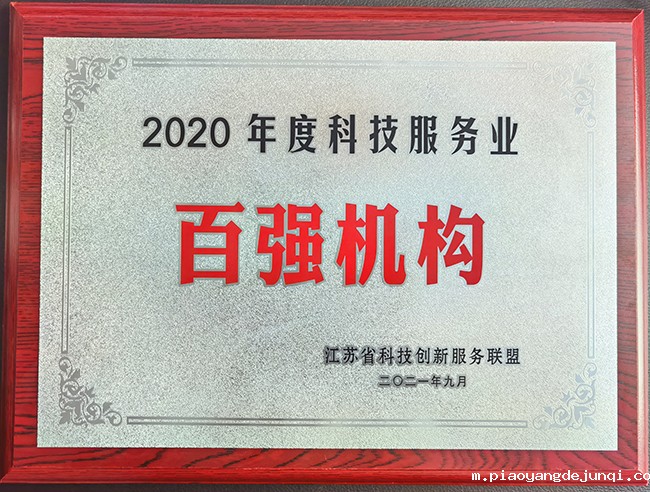 2020年度科技服务业
百强机构
江苏省科技创新服务联盟
二〇二一年九月
m.piaoyangdejunqi.co